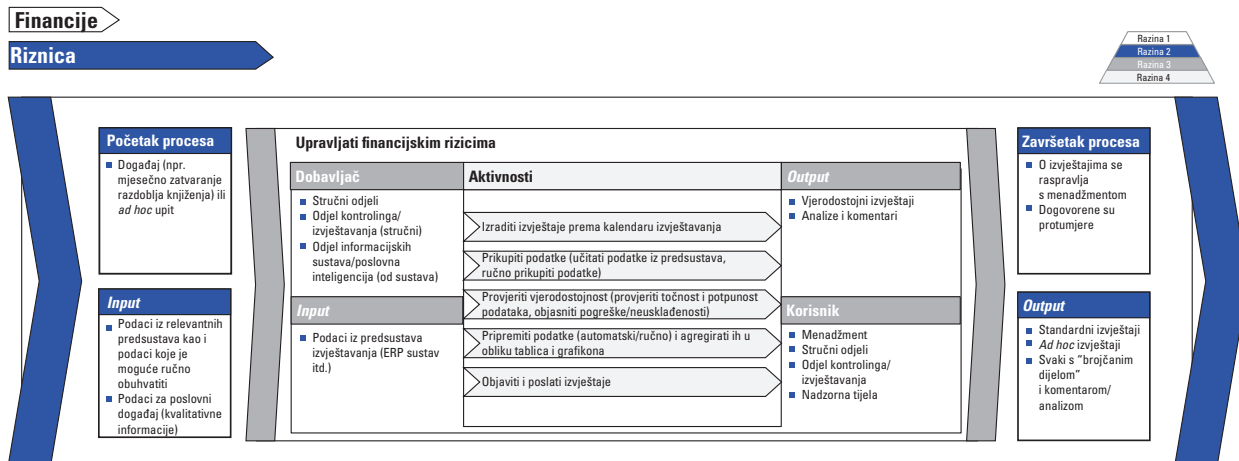 Financije
Riznica
Razina 1
Razina 2
Razina 3
Razina 4
Početak procesa
Događaj (npr.
mjesečno zatvaranje
razdoblja knjiženja) ili
ad hoc upit
Input
Podaci iz relevantnih
predsustava kao i
podaci koje je
moguće ručno
obuhvatiti
Podaci za poslovni
događaj (kvalitativne
informacije)
Upravljati financijskim rizicima
Dobavljač
Stručni odjeli
Odjel kontrolinga/
izvještavanja (stručni)
Odjel informacijskih
sustava/poslovna
inteligencija (od sustava)
Input
Podaci iz predsustava
izvještavanja (ERP sustav
itd.)
Aktivnosti
Izraditi izvještaje prema kalendaru izvještavanja
Prikupiti podatke (učitati podatke iz predsustava,
ručno prikupiti podatke)
Provjeriti vjerodostojnost (provjeriti točnost i potpunost
podataka, objasniti pogreške/neusklađenosti)
Pripremiti podatke (automatski/ručno) i agregirati ih u
obliku tablica i grafikona
Objaviti i poslati izvještaje
Output
Vjerodostojni izvještaji
Analize i komentari
Korisnik
Menadžment
Stručni odjeli
Odjel kontrolinga/
izvještavanja
Nadzorna tijela
Završetak procesa
O izvještajima se
raspravlja
s menadžmentom
Dogovorene su
protumjere
Output
Standardni izvještaji
Ad hoc izvještaji
Svaki s "brojčanim
dijelom"
i komentarom/
analizom